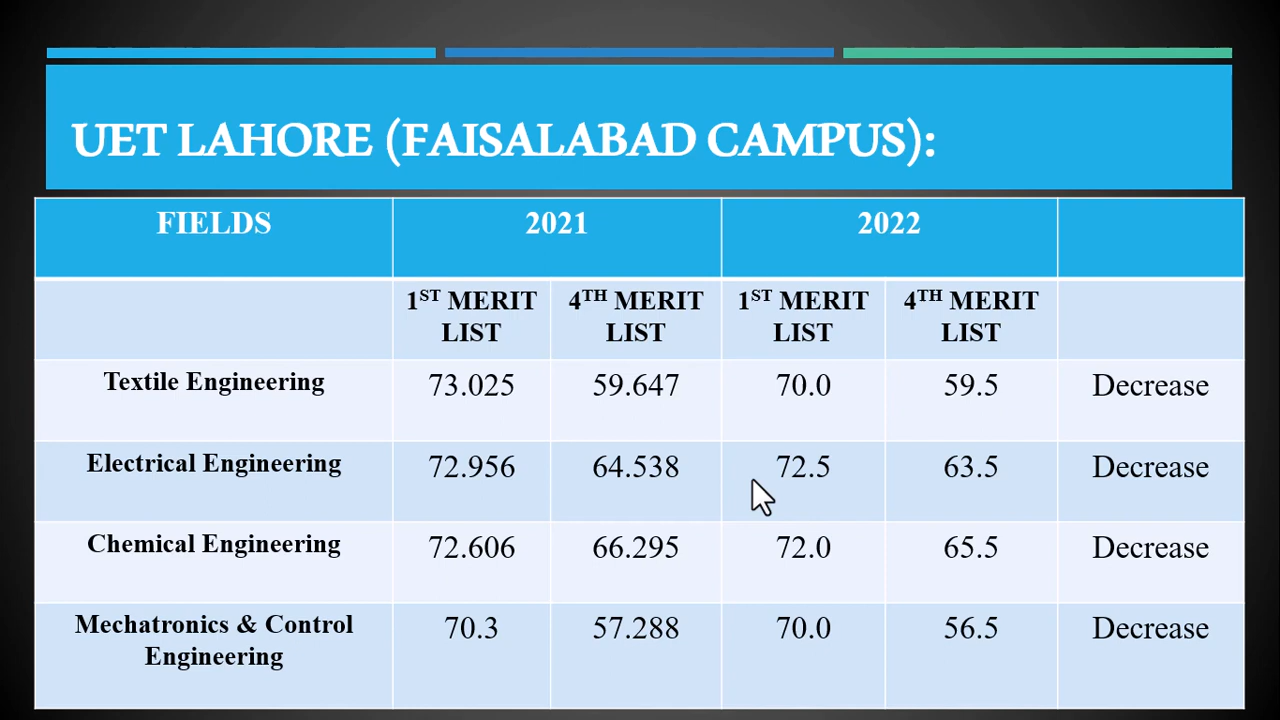 UET LAHORE (FAISALABAD CAMPUS):
FIELDS 2021 2022
1ST MERIT LIST 4TH MERIT LIST 1ST MERIT LIST 4TH MERIT LIST
Textile Engineering 73.025 59.647 70.0 59.5 Decrease
Electrical Engineering 72.956 64.538 72.5 63.5 Decrease
Chemical Engineering 72.606 66.295 72.0 65.5 Decrease
Mechatronics & Control Engineering 70.3 57.288 70.0 56.5 Decrease